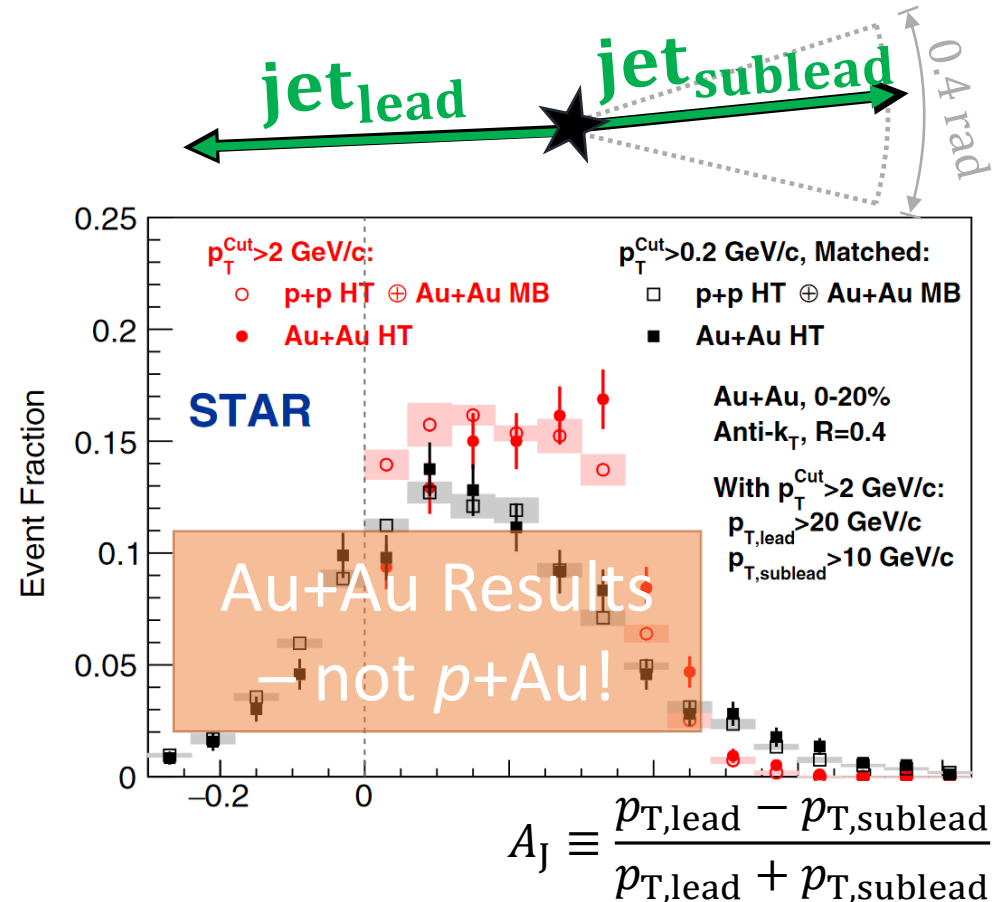 jet_lead
jet_sublead
0.4 rad
0.25
0.2
0.15
0.1
0.05
0
Event Fraction
p_T^Cut>2 GeV/c:
p+p HT ⊕ Au+Au MB
Au+Au HT
p_T^Cut>0.2 GeV/c, Matched:
p+p HT ⊕ Au+Au MB
Au+Au HT
STAR
Au+Au, 0-20%
Anti-k_T, R=0.4
With p_T^Cut>2 GeV/c:
p_T,lead>20 GeV/c
p_T,sublead>10 GeV/c
Au+Au Results
– not p+Au!
−0.2
0
A_J ≡ (p_T,lead − p_T,sublead) / (p_T,lead + p_T,sublead)